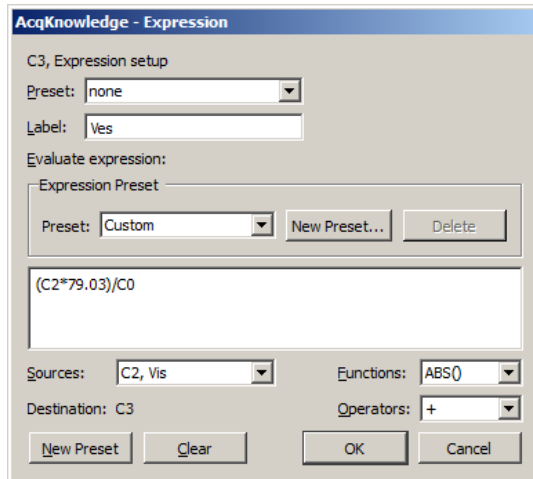 AcqKnowledge - Expression
C3, Expression setup
Preset: none
Label: Ves
Evaluate expression:
Expression Preset
Preset: Custom New Preset... Delete
(C2*79.03)/C0
Sources: C2, Vis Functions: ABS()
Destination: C3 Operators: +
New Preset Clear OK Cancel